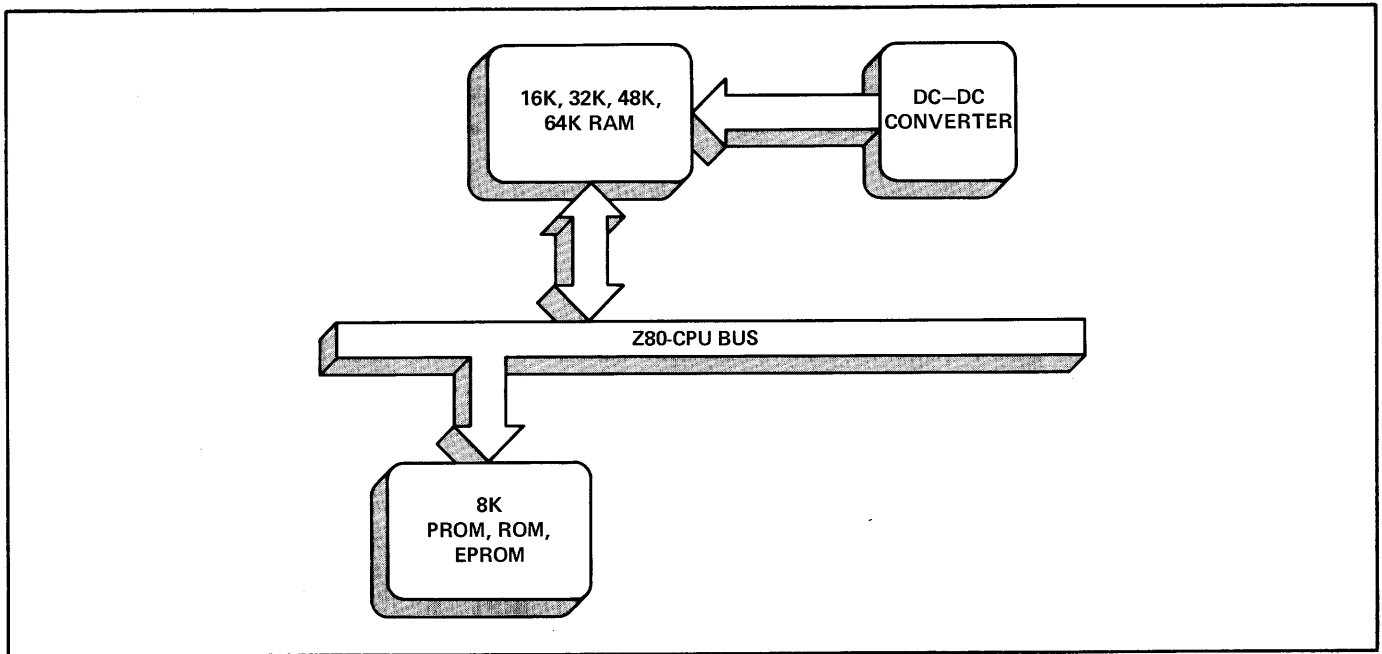 16K, 32K, 48K,
64K RAM
DC–DC
CONVERTER
Z80-CPU BUS
8K
PROM, ROM,
EPROM